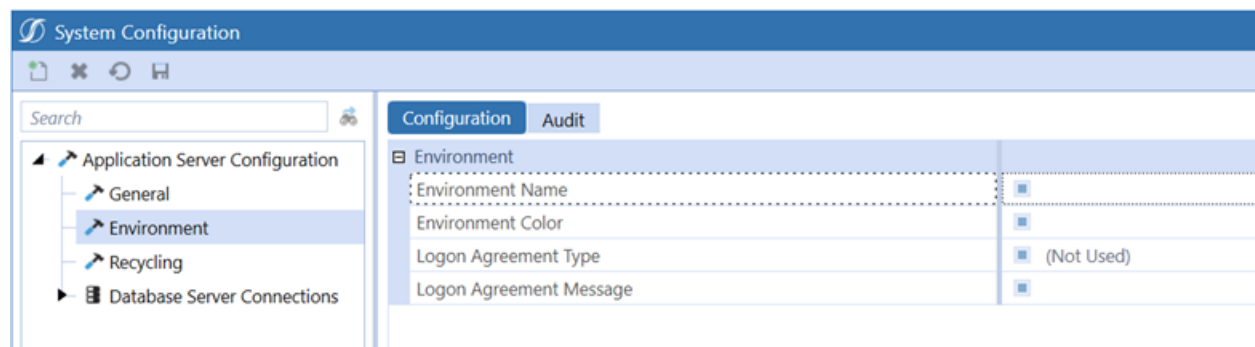 System Configuration
Search
Configuration Audit
Application Server Configuration
General
Environment
Recycling
Database Server Connections
Environment
Environment Name
Environment Color
Logon Agreement Type (Not Used)
Logon Agreement Message